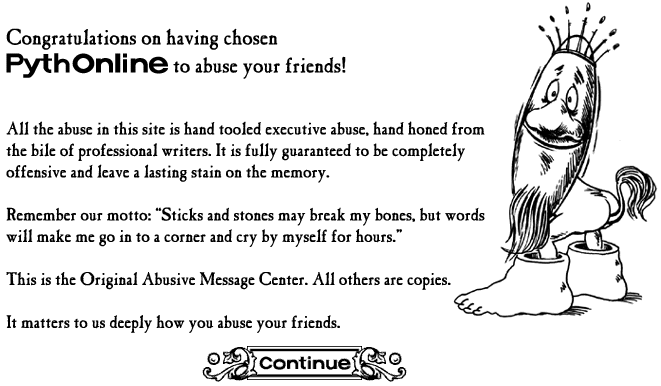 Congratulations on having chosen
PythOnline to abuse your friends!
All the abuse in this site is hand tooled executive abuse, hand honed from
the bile of professional writers. It is fully guaranteed to be completely
offensive and leave a lasting stain on the memory.
Remember our motto: "Sticks and stones may break my bones, but words
will make me go in to a corner and cry by myself for hours."
This is the Original Abusive Message Center. All others are copies.
It matters to us deeply how you abuse your friends.
Continue